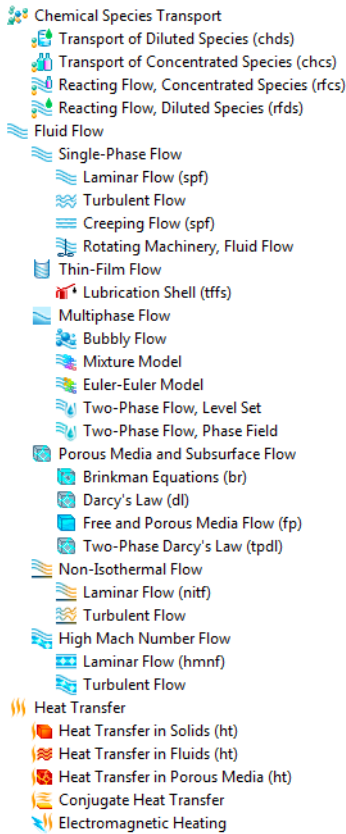 Chemical Species Transport
Transport of Diluted Species (chds)
Transport of Concentrated Species (chcs)
Reacting Flow, Concentrated Species (rfcs)
Reacting Flow, Diluted Species (rfds)
Fluid Flow
Single-Phase Flow
Laminar Flow (spf)
Turbulent Flow
Creeping Flow (spf)
Rotating Machinery, Fluid Flow
Thin-Film Flow
Lubrication Shell (tffs)
Multiphase Flow
Bubbly Flow
Mixture Model
Euler-Euler Model
Two-Phase Flow, Level Set
Two-Phase Flow, Phase Field
Porous Media and Subsurface Flow
Brinkman Equations (br)
Darcy's Law (dl)
Free and Porous Media Flow (fp)
Two-Phase Darcy's Law (tpdl)
Non-Isothermal Flow
Laminar Flow (nitf)
Turbulent Flow
High Mach Number Flow
Laminar Flow (hmnf)
Turbulent Flow
Heat Transfer
Heat Transfer in Solids (ht)
Heat Transfer in Fluids (ht)
Heat Transfer in Porous Media (ht)
Conjugate Heat Transfer
Electromagnetic Heating